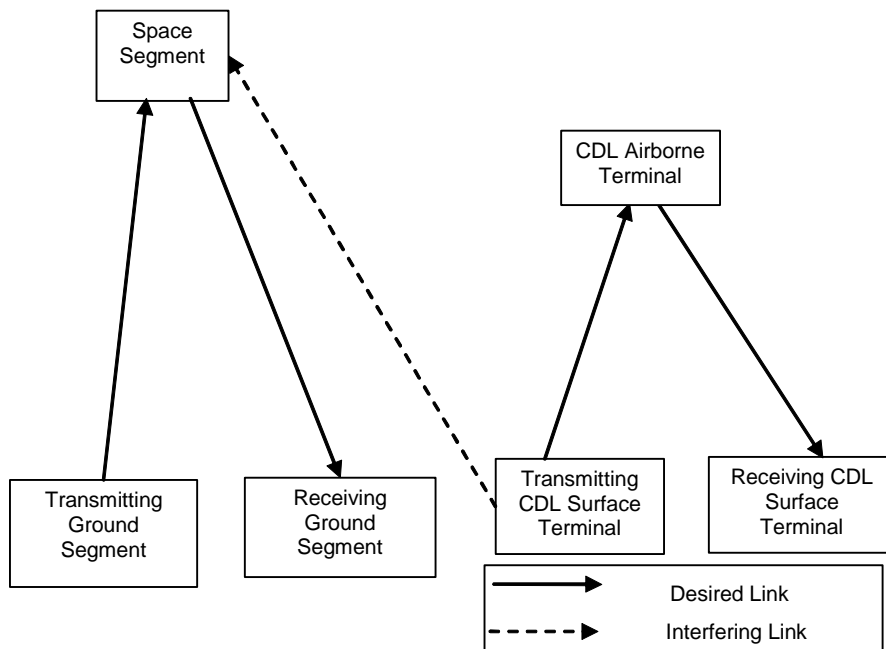 Space
Segment
CDL Airborne
Terminal
Transmitting
Ground
Segment
Receiving
Ground
Segment
Transmitting
CDL Surface
Terminal
Receiving CDL
Surface
Terminal
Desired Link
Interfering Link